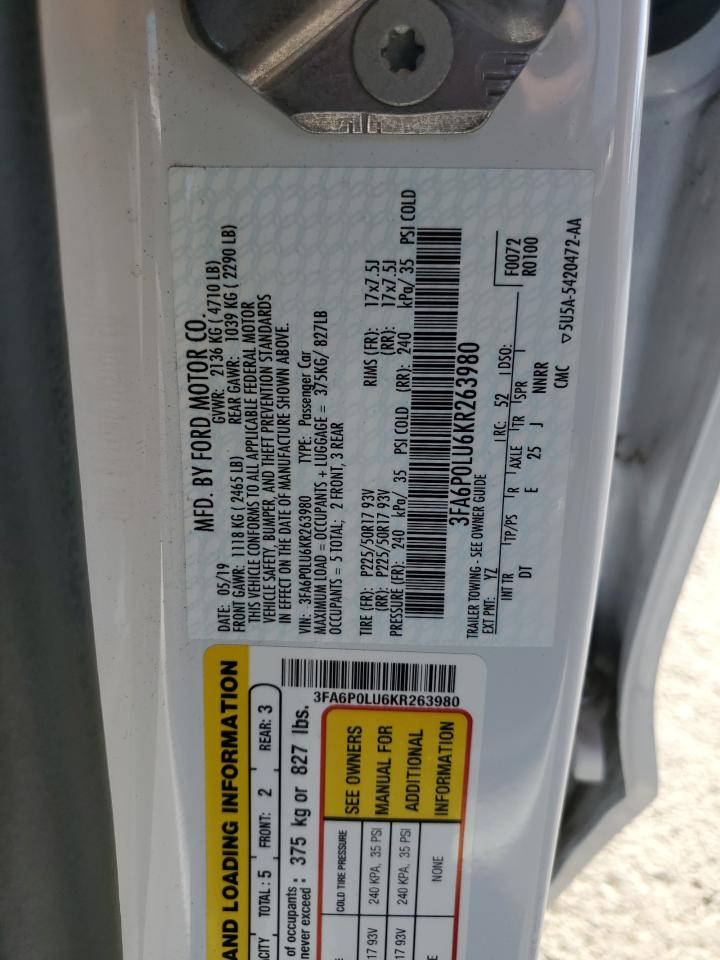 MFD. BY FORD MOTOR CO.
DATE: 05/19 GVWR: 2136 KG ( 4710 LB)
FRONT GAWR: 1118 KG ( 2465 LB) REAR GAWR: 1039 KG ( 2290 LB)
THIS VEHICLE CONFORMS TO ALL APPLICABLE FEDERAL MOTOR
VEHICLE SAFETY, BUMPER, AND THEFT PREVENTION STANDARDS
IN EFFECT ON THE DATE OF MANUFACTURE SHOWN ABOVE.
VIN: 3FA6P0LU6KR263980 TYPE: Passenger Car
MAXIMUM LOAD = OCCUPANTS + LUGGAGE = 375KG/ 827LB
OCCUPANTS = 5 TOTAL; 2 FRONT, 3 REAR
TIRE (FR): P225/50R17 93V RIMS (FR): 17x7.5J
(RR): P225/50R17 93V (RR): 17x7.5J
PRESSURE (FR): 240 kPa/ 35 PSI COLD (RR): 240 kPa/ 35 PSI COLD
3FA6P0LU6KR263980
TRAILER TOWING - SEE OWNER GUIDE
EXT PNT: YZ RC: 52 DSO: F0072
R0100
INT TR TP/PS R AXLE TR SPR
DT E 25 J NNRR
CMC ▽5U5A-5420472-AA
AND LOADING INFORMATION
ACITY TOTAL: 5 FRONT: 2 REAR: 3
of occupants
never exceed: 375 kg or 827 lbs.
3FA6P0LU6KR263980
COLD TIRE PRESSURE
17 93V 240 KPA, 35 PSI
17 93V 240 KPA, 35 PSI
E NONE
SEE OWNERS
MANUAL FOR
ADDITIONAL
INFORMATION